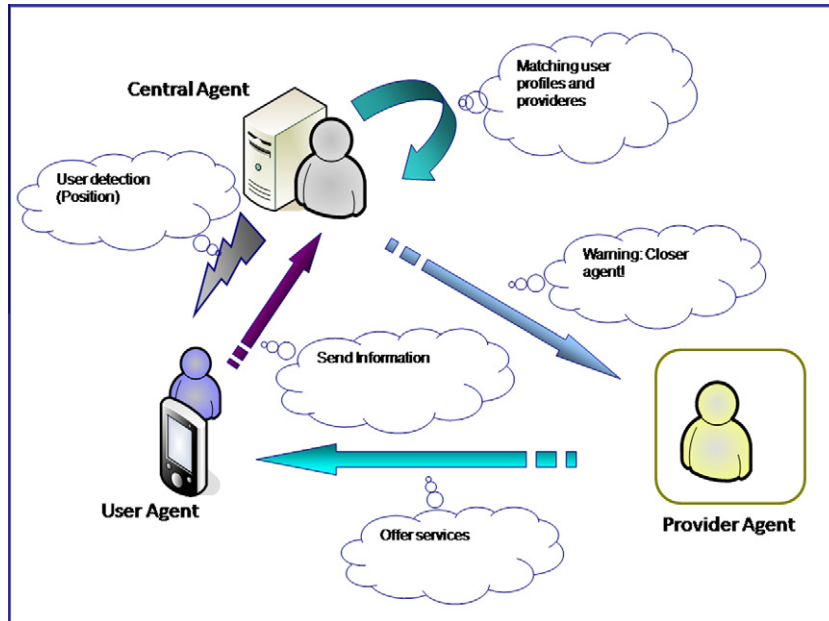 Matching user
profiles and
provideres
Central Agent
User detection
(Position)
Warning: Closer
agent!
Send Information
User Agent
Provider Agent
Offer services